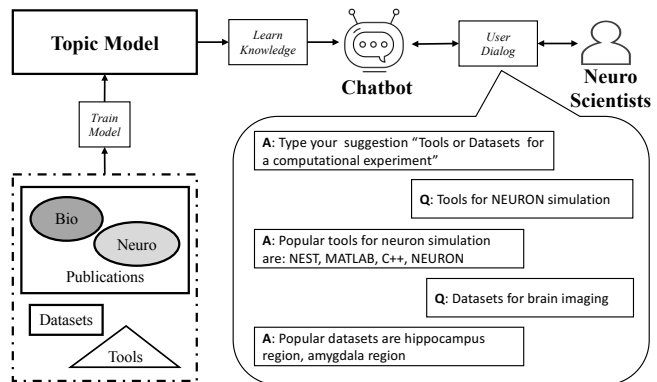 Topic Model
Learn
Knowledge
Chatbot
User
Dialog
Neuro
Scientists
Train
Model
Bio
Neuro
Publications
Datasets
Tools
A: Type your suggestion “Tools or Datasets for
a computational experiment”
Q: Tools for NEURON simulation
A: Popular tools for neuron simulation
are: NEST, MATLAB, C++, NEURON
Q: Datasets for brain imaging
A: Popular datasets are hippocampus
region, amygdala region